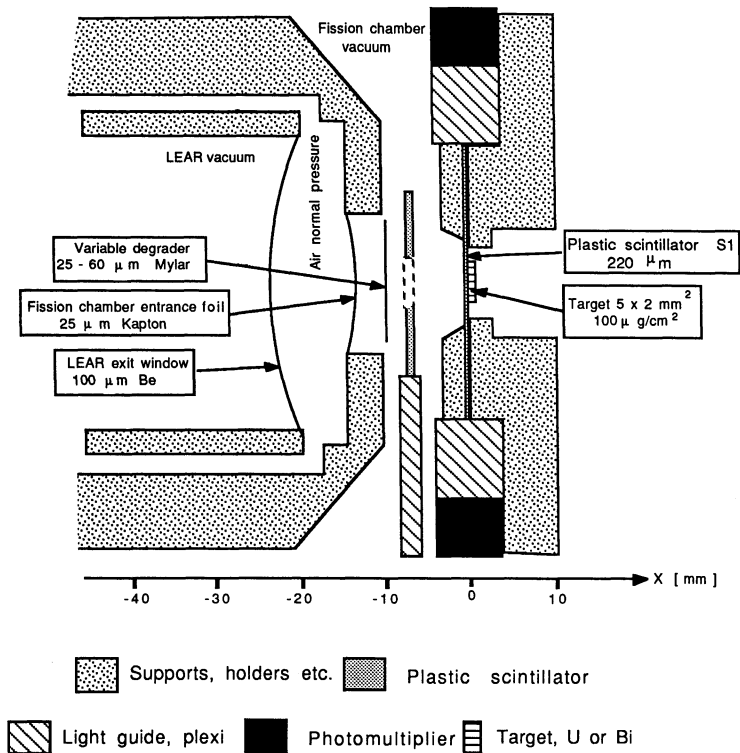 Fission chamber
vacuum
LEAR vacuum
Air normal pressure
Variable degrader
25 - 60 μ m Mylar
Fission chamber entrance foil
25 μ m Kapton
LEAR exit window
100 μ m Be
Plastic scintillator S1
220 μm
Target 5 x 2 mm²
100 μ g/cm²
X [ mm ]
-40 -30 -20 -10 0 10
Supports, holders etc. Plastic scintillator
Light guide, plexi Photomultiplier Target, U or Bi